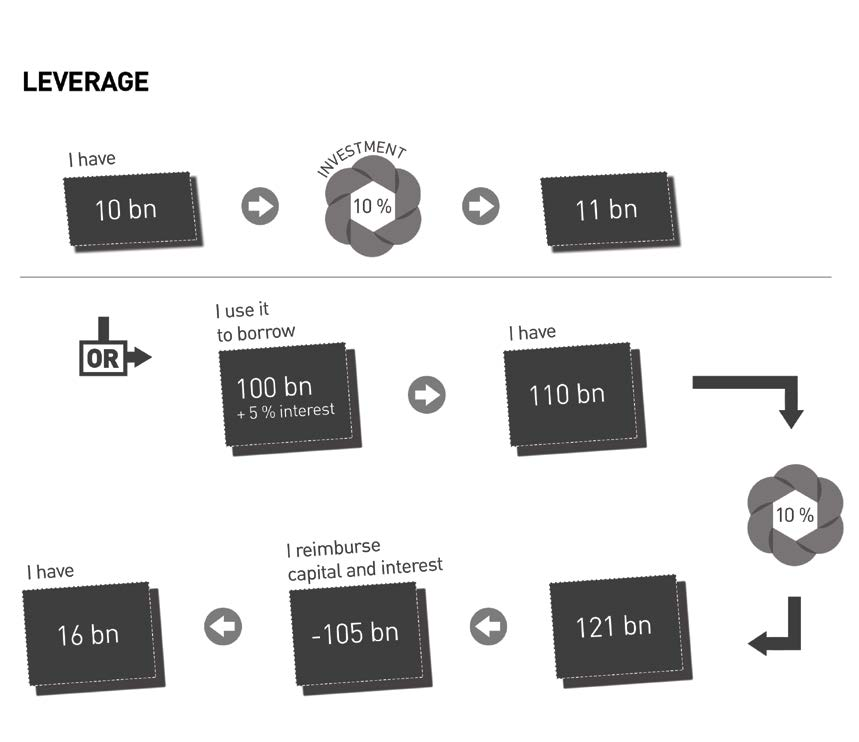 LEVERAGE
I have
10 bn
INVESTMENT
10 %
11 bn
OR
I use it
to borrow
100 bn
+ 5 % interest
I have
110 bn
10 %
121 bn
I reimburse
capital and interest
-105 bn
I have
16 bn